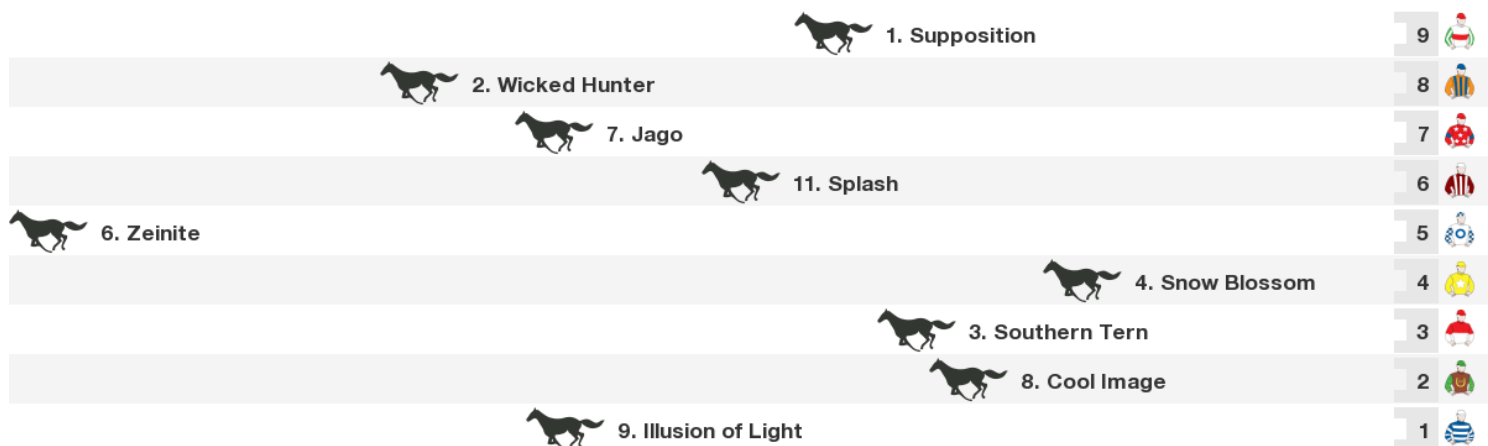 1. Supposition 9
2. Wicked Hunter 8
7. Jago 7
11. Splash 6
6. Zeinite 5
4. Snow Blossom 4
3. Southern Tern 3
8. Cool Image 2
9. Illusion of Light 1